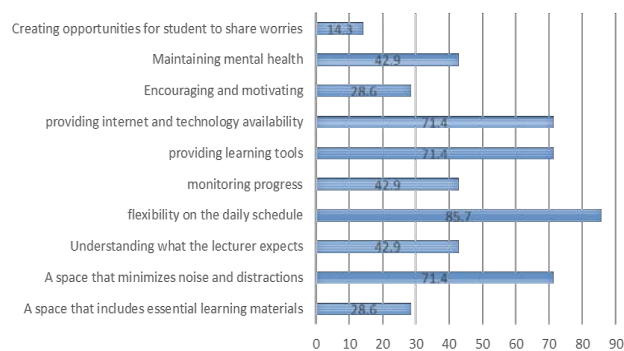 Creating opportunities for student to share worries
14.3
Maintaining mental health
42.9
Encouraging and motivating
28.6
providing internet and technology availability
71.4
providing learning tools
71.4
monitoring progress
42.9
flexibility on the daily schedule
85.7
Understanding what the lecturer expects
42.9
A space that minimizes noise and distractions
71.4
A space that includes essential learning materials
28.6
0 10 20 30 40 50 60 70 80 90